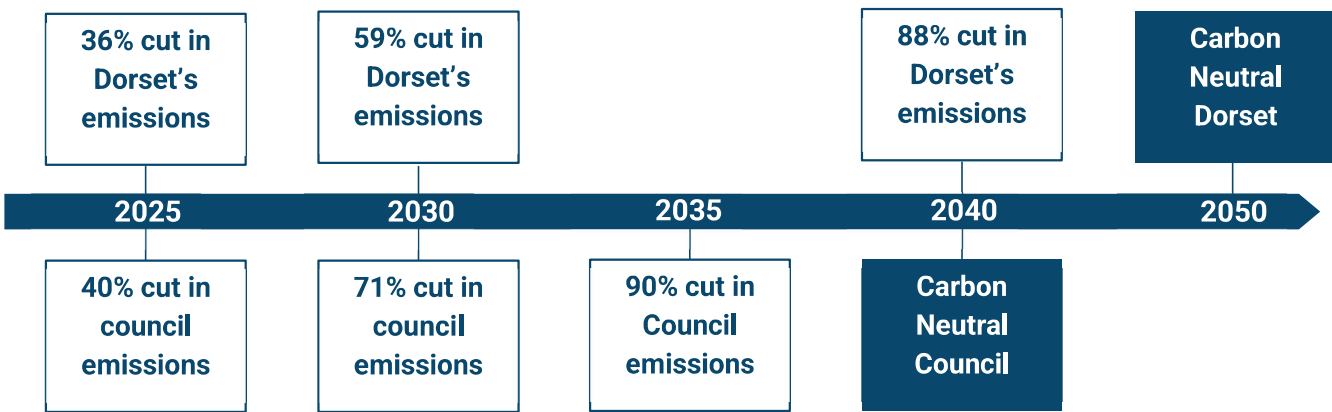 36% cut in
Dorset's
emissions
59% cut in
Dorset's
emissions
88% cut in
Dorset's
emissions
Carbon
Neutral
Dorset
2025
2030
2035
2040
2050
40% cut in
council
emissions
71% cut in
council
emissions
90% cut in
Council
emissions
Carbon
Neutral
Council